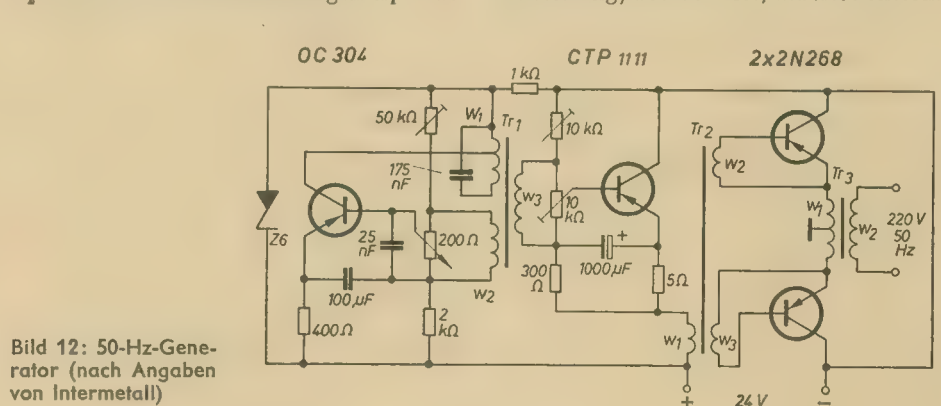 OC 304
CTP 1111
2x2N268
1 kΩ
50 kΩ
W1
Tr1
10 kΩ
Tr2
w2
Tr3
175 nF
w3
10 kΩ
w1
w2
220 V 50 Hz
Z6
25 nF
200 Ω
+
300 Ω
1000 µF
5 Ω
100 µF
w2
400 Ω
2 kΩ
w1
w3
Bild 12: 50-Hz-Gene-
rator (nach Angaben
von Intermetall)
+
24 V
–